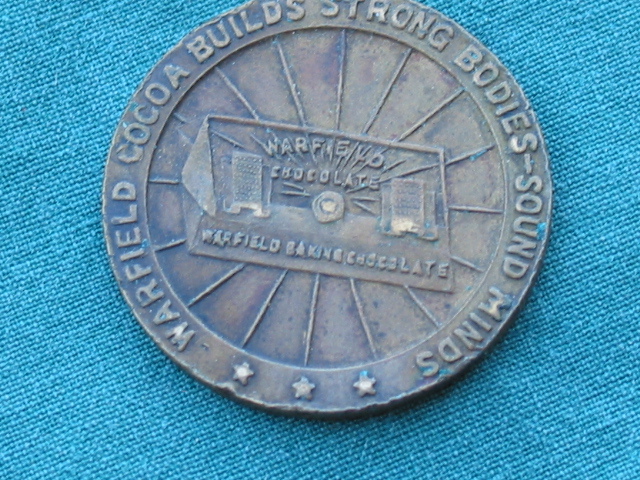 WARFIELD COCOA BUILDS STRONG BODIES-SOUND MINDS
WARFIELD
CHOCOLATE
WARFIELD BAKING CHOCOLATE